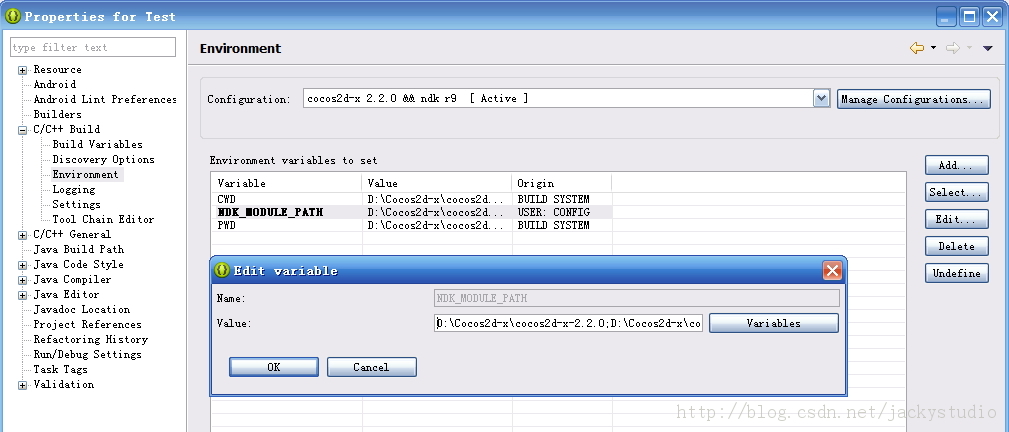 Properties for Test
type filter text
Resource
Android
Android Lint Preferences
Builders
C/C++ Build
Build Variables
Discovery Options
Environment
Logging
Settings
Tool Chain Editor
C/C++ General
Java Build Path
Java Code Style
Java Compiler
Java Editor
Javadoc Location
Project References
Refactoring History
Run/Debug Settings
Task Tags
Validation
Environment
Configuration: cocos2d-x 2.2.0 && ndk r9 [ Active ] Manage Configurations...
Environment variables to set
Variable Value Origin
CWD D:\Cocos2d-x\cocos2d... BUILD SYSTEM
NDK_MODULE_PATH D:\Cocos2d-x\cocos2d... USER: CONFIG
PWD D:\Cocos2d-x\cocos2d... BUILD SYSTEM
Add...
Select...
Edit...
Delete
Undefine
Edit variable
Name: NDK_MODULE_PATH
Value: D:\Cocos2d-x\cocos2d-x-2.2.0;D:\Cocos2d-x\co Variables
OK Cancel
http://blog.csdn.net/jackystudio